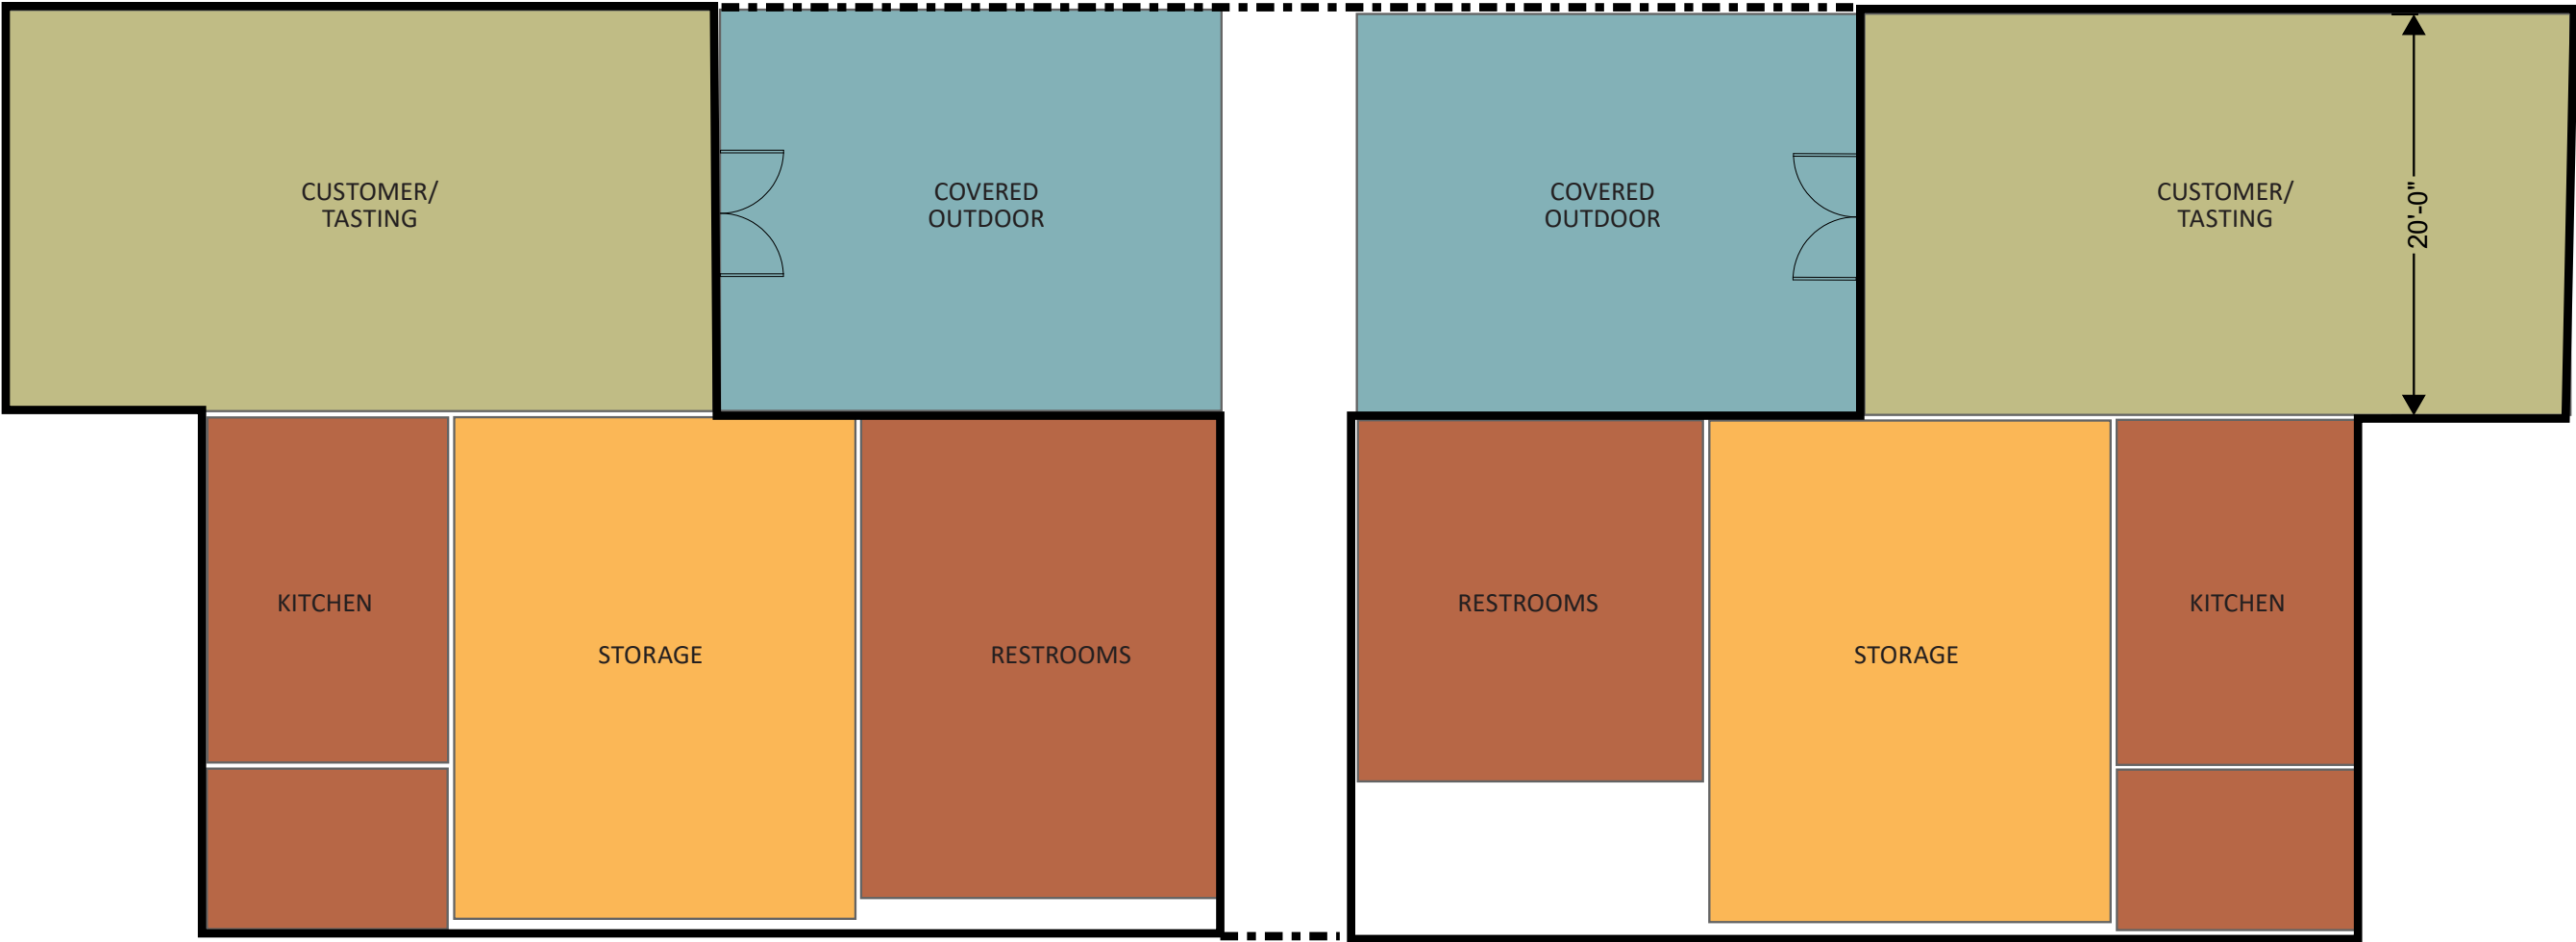 CUSTOMER/
TASTING
COVERED
OUTDOOR
COVERED
OUTDOOR
CUSTOMER/
TASTING
20'-0"
KITCHEN
STORAGE
RESTROOMS
RESTROOMS
STORAGE
KITCHEN